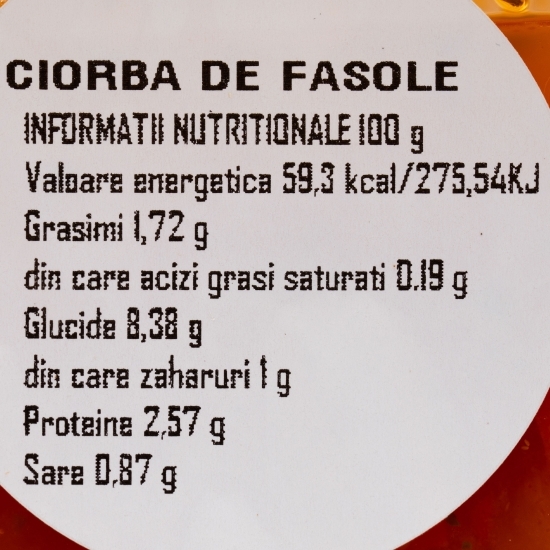 CIORBA DE FASOLE
INFORMATII NUTRITIONALE 100 g
Valoare energetica 59,3 kcal/275,54KJ
Grasimi 1,72 g
din care acizi grasi saturati 0.19 g
Glucide 8,38 g
din care zaharuri 1 g
Proteine 2,57 g
Sare 0,87 g